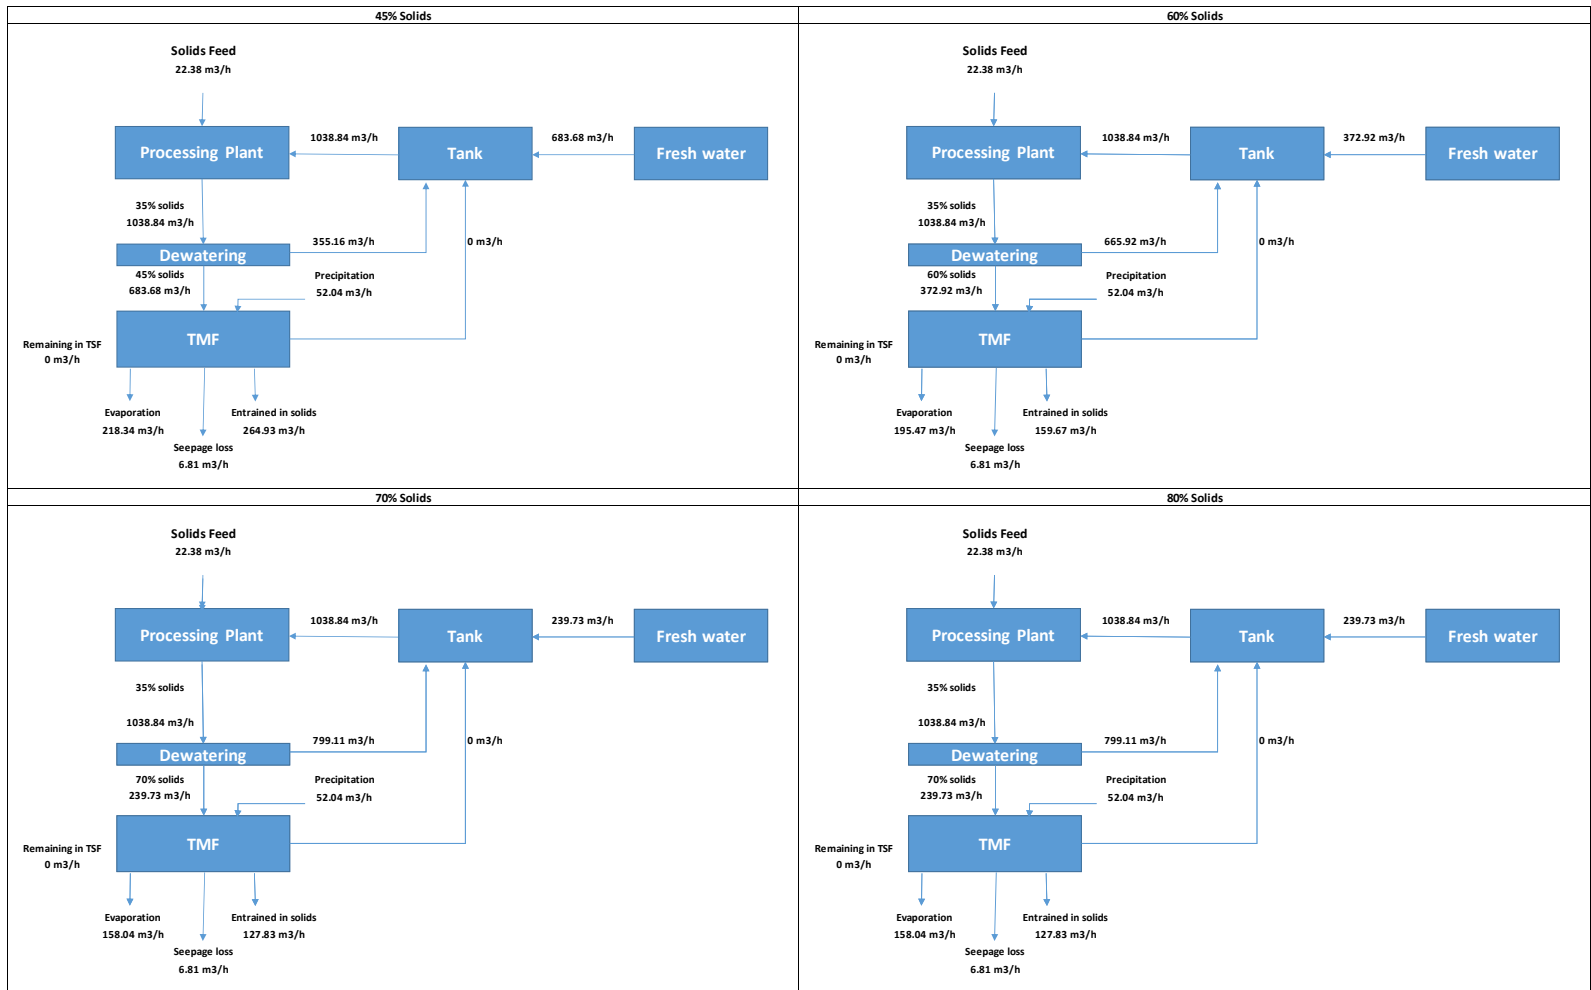 45% Solids
Solids Feed
22.38 m3/h
Processing Plant
1038.84 m3/h
Tank
683.68 m3/h
Fresh water
35% solids
1038.84 m3/h
Dewatering
355.16 m3/h
0 m3/h
45% solids
683.68 m3/h
Precipitation
52.04 m3/h
TMF
Remaining in TSF
0 m3/h
Evaporation
218.34 m3/h
Entrained in solids
264.93 m3/h
Seepage loss
6.81 m3/h
60% Solids
Solids Feed
22.38 m3/h
Processing Plant
1038.84 m3/h
Tank
372.92 m3/h
Fresh water
35% solids
1038.84 m3/h
Dewatering
665.92 m3/h
0 m3/h
60% solids
372.92 m3/h
Precipitation
52.04 m3/h
TMF
Remaining in TSF
0 m3/h
Evaporation
195.47 m3/h
Entrained in solids
159.67 m3/h
Seepage loss
6.81 m3/h
70% Solids
Solids Feed
22.38 m3/h
Processing Plant
1038.84 m3/h
Tank
239.73 m3/h
Fresh water
35% solids
1038.84 m3/h
Dewatering
799.11 m3/h
0 m3/h
70% solids
239.73 m3/h
Precipitation
52.04 m3/h
TMF
Remaining in TSF
0 m3/h
Evaporation
158.04 m3/h
Entrained in solids
127.83 m3/h
Seepage loss
6.81 m3/h
80% Solids
Solids Feed
22.38 m3/h
Processing Plant
1038.84 m3/h
Tank
239.73 m3/h
Fresh water
35% solids
1038.84 m3/h
Dewatering
799.11 m3/h
0 m3/h
70% solids
239.73 m3/h
Precipitation
52.04 m3/h
TMF
Remaining in TSF
0 m3/h
Evaporation
158.04 m3/h
Entrained in solids
127.83 m3/h
Seepage loss
6.81 m3/h